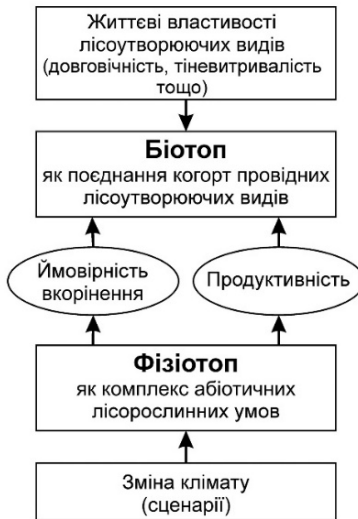 Життєві властивості
лісоутворюючих видів
(довговічність, тіневитривалість
тощо)
Біотоп
як поєднання когорт провідних
лісоутворюючих видів
Ймовірність
вкорінення
Продуктивність
Фізіотоп
як комплекс абіотичних
лісорослинних умов
Зміна клімату
(сценарії)